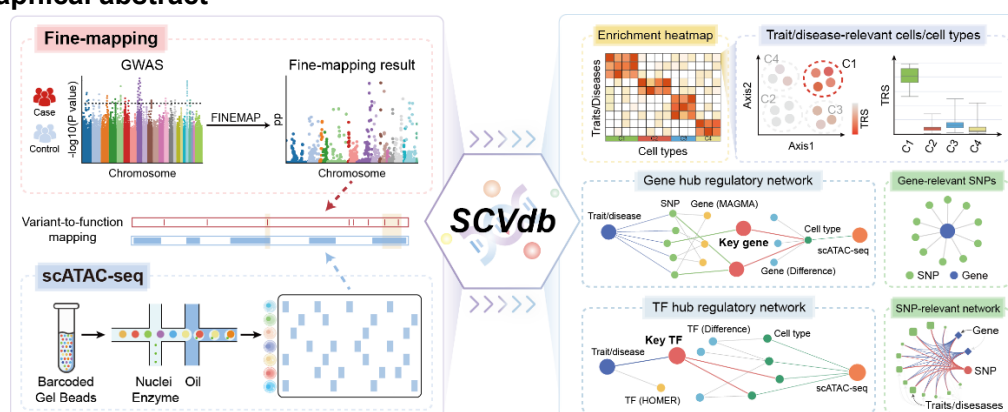 aphical abstract
Fine-mapping
GWAS
Fine-mapping result
Case
Control
-log10(P value)
FINEMAP
PP
Chromosome
Chromosome
Variant-to-function
mapping
scATAC-seq
Barcoded
Gel Beads
Nuclei
Enzyme
Oil
SCVdb
Enrichment heatmap
Traits/Diseases
C1
C2
C3
C4
Cell types
Trait/disease-relevant cells/cell types
C4
C1
C2
C3
Axis2
Axis1
TRS
TRS
C1
C2
C3
C4
Gene hub regulatory network
Trait/disease
SNP
Gene (MAGMA)
Key gene
Cell type
scATAC-seq
Gene (Difference)
Gene-relevant SNPs
SNP
Gene
TF hub regulatory network
TF (Difference)
Cell type
Key TF
Trait/disease
scATAC-seq
TF (HOMER)
SNP-relevant network
Gene
SNP
Traits/disesases